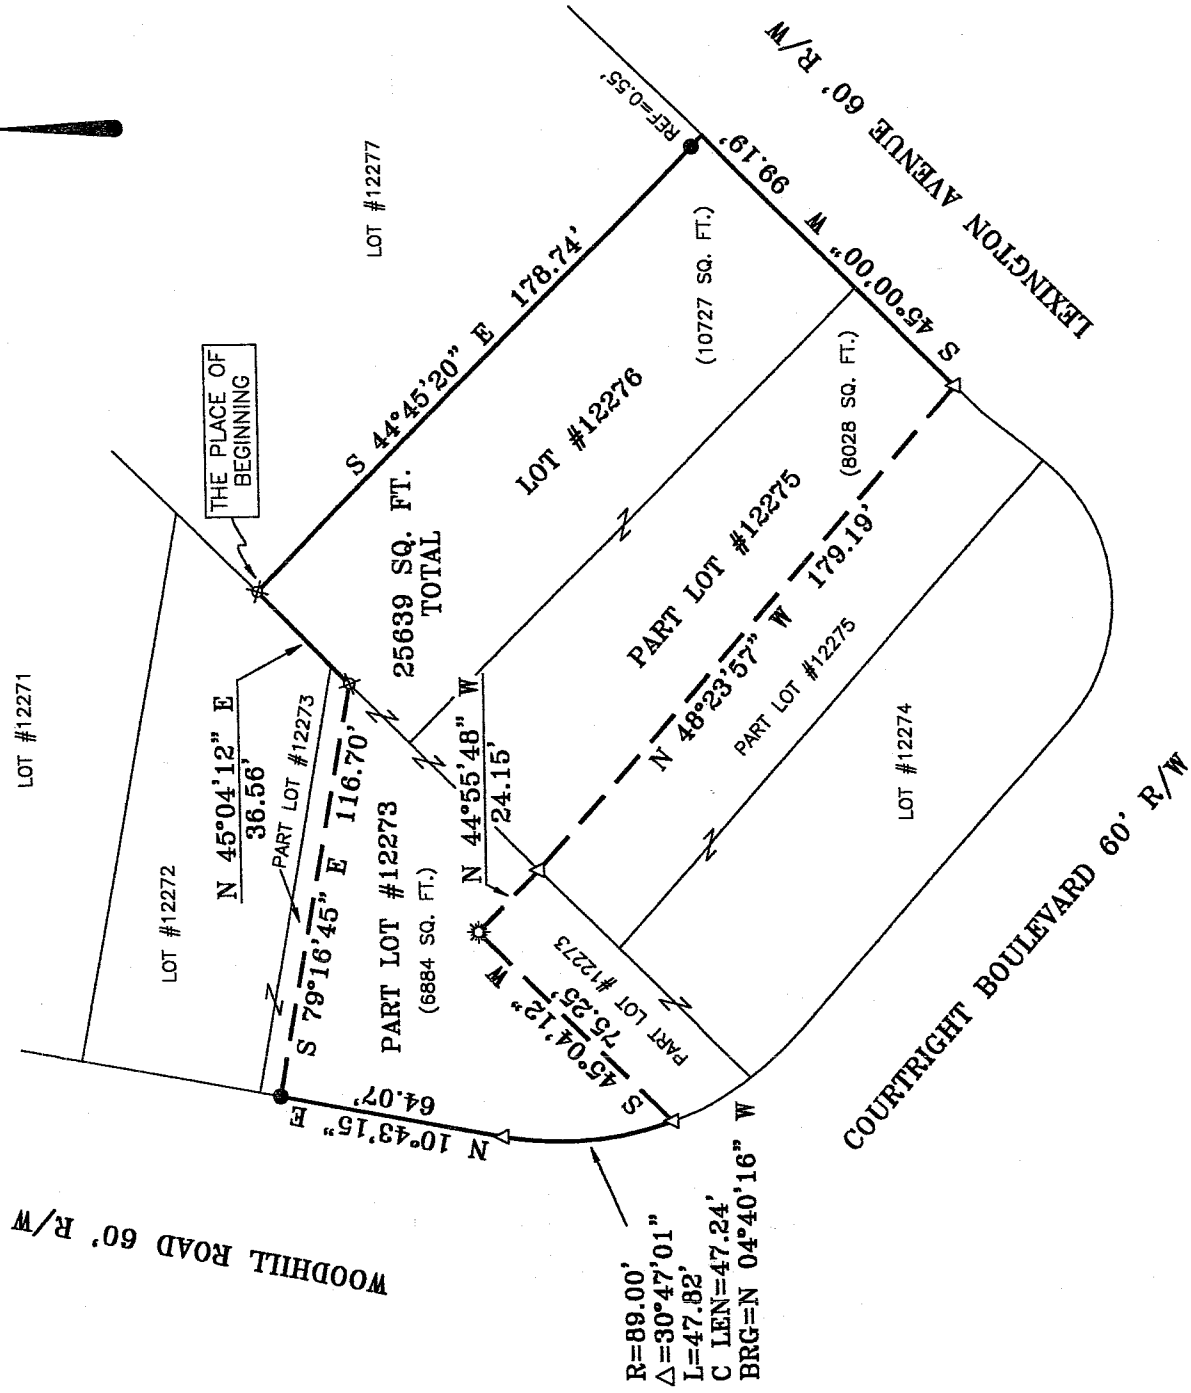 LOT #12271
LOT #12272
LOT #12277
THE PLACE OF
BEGINNING
N 45°04'12" E
36.56'
PART LOT #12273
S 79°16'45" E 116.70'
S 44°45'20" E 178.74'
REF=0.55'
S 45°00'00" W 99.19'
LEXINGTON AVENUE 60' R/W
25639 SQ. FT.
TOTAL
LOT #12276
(10727 SQ. FT.)
PART LOT #12275
(8028 SQ. FT.)
PART LOT #12273
(6884 SQ. FT.)
N 44°55'48" W
24.15'
N 48°23'57" W 179.19'
PART LOT #12275
LOT #12274
PART LOT #12273
S 45°04'12" W
75.25'
N 10°43'15" E
64.07'
WOODHILL ROAD 60' R/W
COURTRIGHT BOULEVARD 60' R/W
R=89.00'
Δ=30°47'01"
L=47.82'
C LEN=47.24'
BRG=N 04°40'16" W